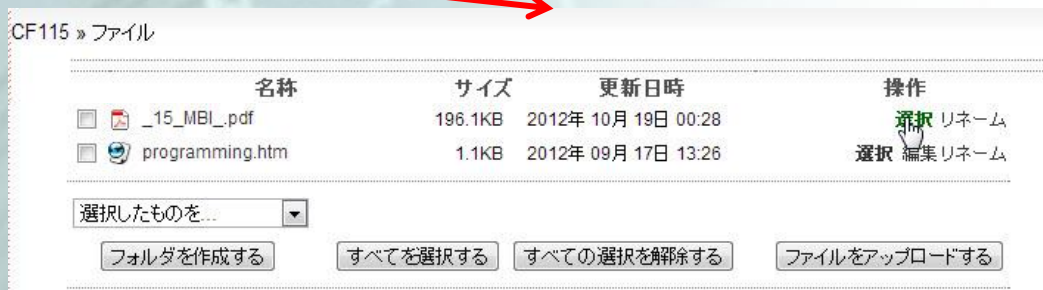 CF115 » ファイル
名称 サイズ 更新日時 操作
_15_MBI_.pdf 196.1KB 2012年 10月 19日 00:28 選択 リネーム
programming.htm 1.1KB 2012年 09月 17日 13:26 選択 編集 リネーム
選択したものを...
フォルダを作成する すべてを選択する すべての選択を解除する ファイルをアップロードする